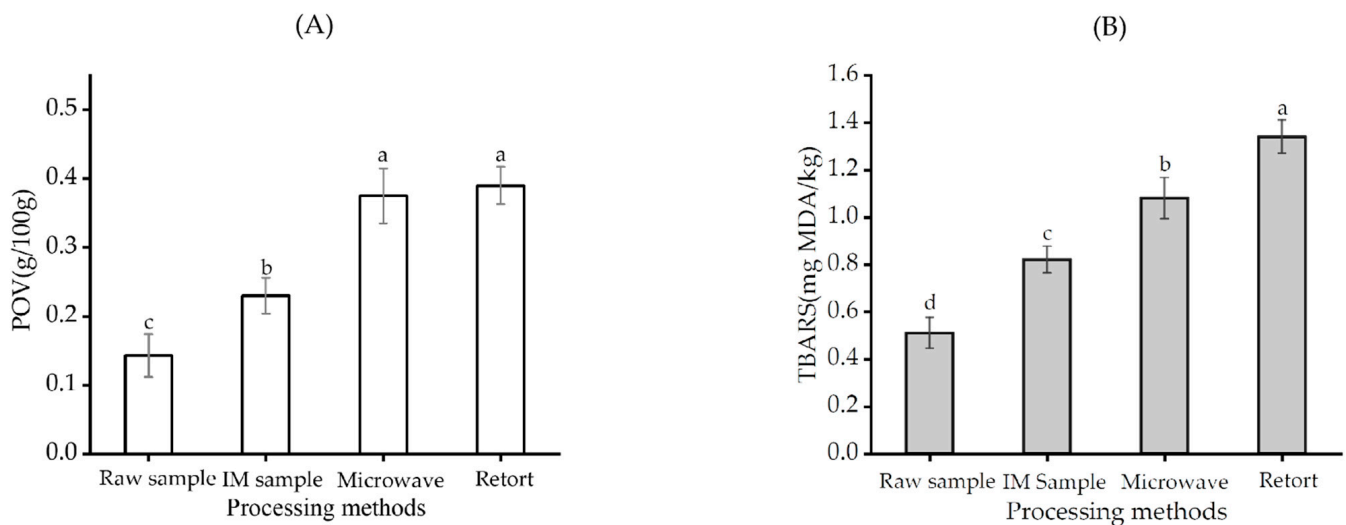 (A)
POV(g/100g)
0.5
0.4
0.3
0.2
0.1
0.0
c
b
a
a
Raw sample IM sample Microwave Retort
Processing methods
(B)
TBARS(mg MDA/kg)
1.6
1.4
1.2
1.0
0.8
0.6
0.4
0.2
0.0
d
c
b
a
Raw sample IM Sample Microwave Retort
Processing methods